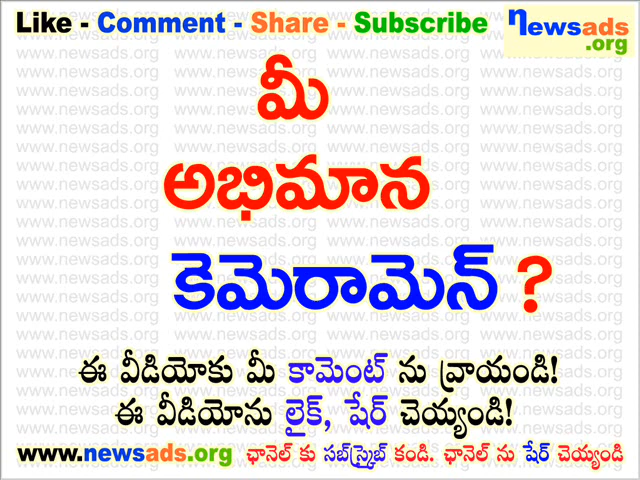 Like - Comment - Share - Subscribe
newsads
.org
మీ
అభిమాన
కెమెరామెన్ ?
ఈ వీడియోకు మీ కామెంట్ ను వ్రాయండి!
ఈ వీడియోను లైక్, షేర్ చెయ్యండి!
www.newsads.org ఛానెల్ కు సబ్‌స్క్రైబ్ కండి. ఛానెల్ ను షేర్ చెయ్యండి